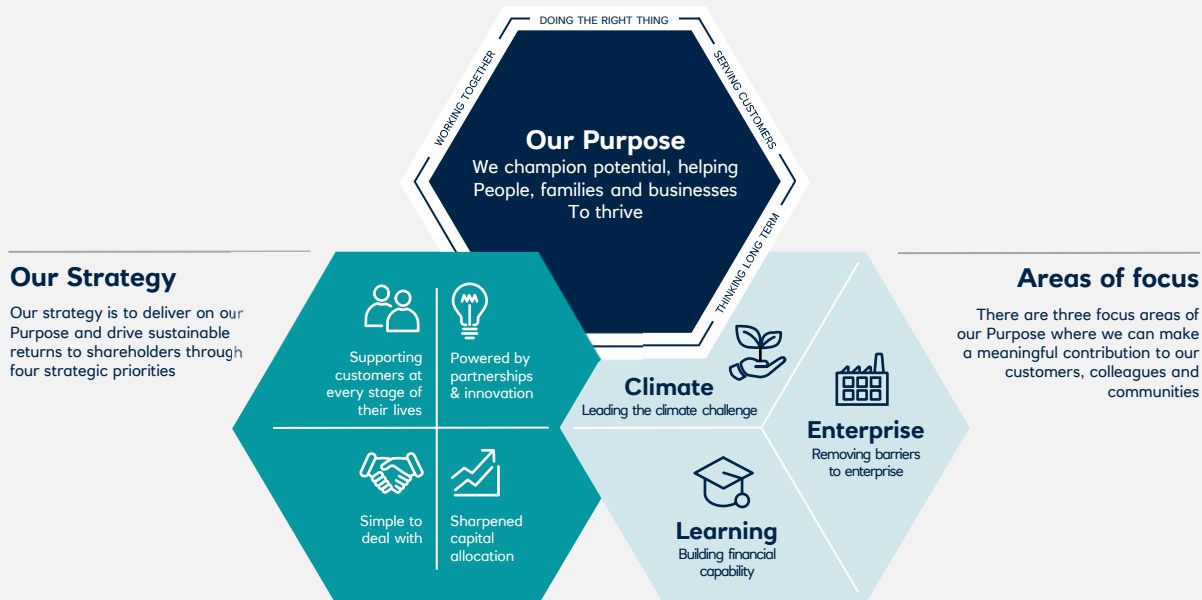 DOING THE RIGHT THING
WORKING TOGETHER
SERVING CUSTOMERS
THINKING LONG TERM
Our Purpose
We champion potential, helping
People, families and businesses
To thrive
Our Strategy
Our strategy is to deliver on our
Purpose and drive sustainable
returns to shareholders through
four strategic priorities
Supporting
customers at
every stage of
their lives
Powered by
partnerships
& innovation
Simple to
deal with
Sharpened
capital
allocation
Climate
Leading the climate challenge
Enterprise
Removing barriers
to enterprise
Learning
Building financial
capability
Areas of focus
There are three focus areas of
our Purpose where we can make
a meaningful contribution to our
customers, colleagues and
communities